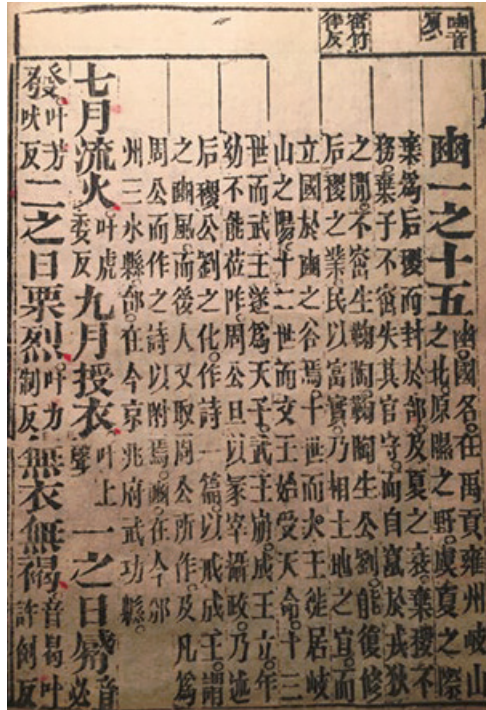 豳音
窋竹
律反
豳一之十五
豳國名在禹貢雍州岐山
之北原隰之野虞夏之際
棄爲后稷而封於邰及夏之衰棄稷不
務棄子不窋失其官守而自竄於戎狄
之閒不窋生鞠陶鞠陶生公劉能復修
后稷之業民以富實乃相土地之宜而
立國於豳之谷焉十世而大王徙居岐
山之陽十二世而文王始受天命十三
世而武王遂爲天子武王崩成王立年
幼不能莅阼周公旦以冢宰攝政乃述
后稷公劉之化作詩一篇以戒成王謂
之豳風而後人又取周公所作及凡爲
周公而作之詩以附焉豳在今邠
州三水縣邰在今京兆府武功縣
七月流火叶虎委反九月授衣叶上聲一之日觱音必
發叶芳吠反二之日栗烈叶力制反無衣無褐音曷叶許例反